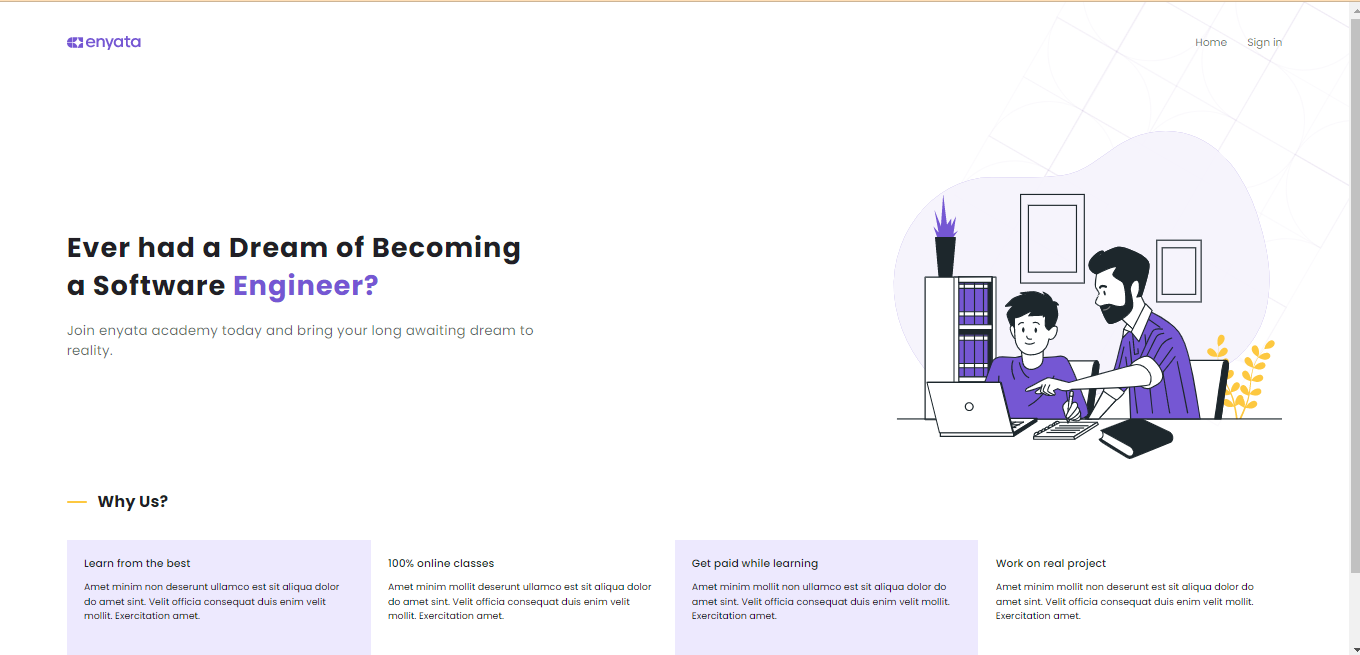 enyata
Home
Sign in
Ever had a Dream of Becoming
a Software Engineer?
Join enyata academy today and bring your long awaiting dream to
reality.
Why Us?
Learn from the best
Amet minim non deserunt ullamco est sit aliqua dolor
do amet sint. Velit officia consequat duis enim velit
mollit. Exercitation amet.
100% online classes
Amet minim mollit deserunt ullamco est sit aliqua dolor
do amet sint. Velit officia consequat duis enim velit
mollit. Exercitation amet.
Get paid while learning
Amet minim mollit non ullamco est sit aliqua dolor do
amet sint. Velit officia consequat duis enim velit mollit.
Exercitation amet.
Work on real project
Amet minim mollit non deserunt est sit aliqua dolor do
amet sint. Velit officia consequat duis enim velit mollit.
Exercitation amet.